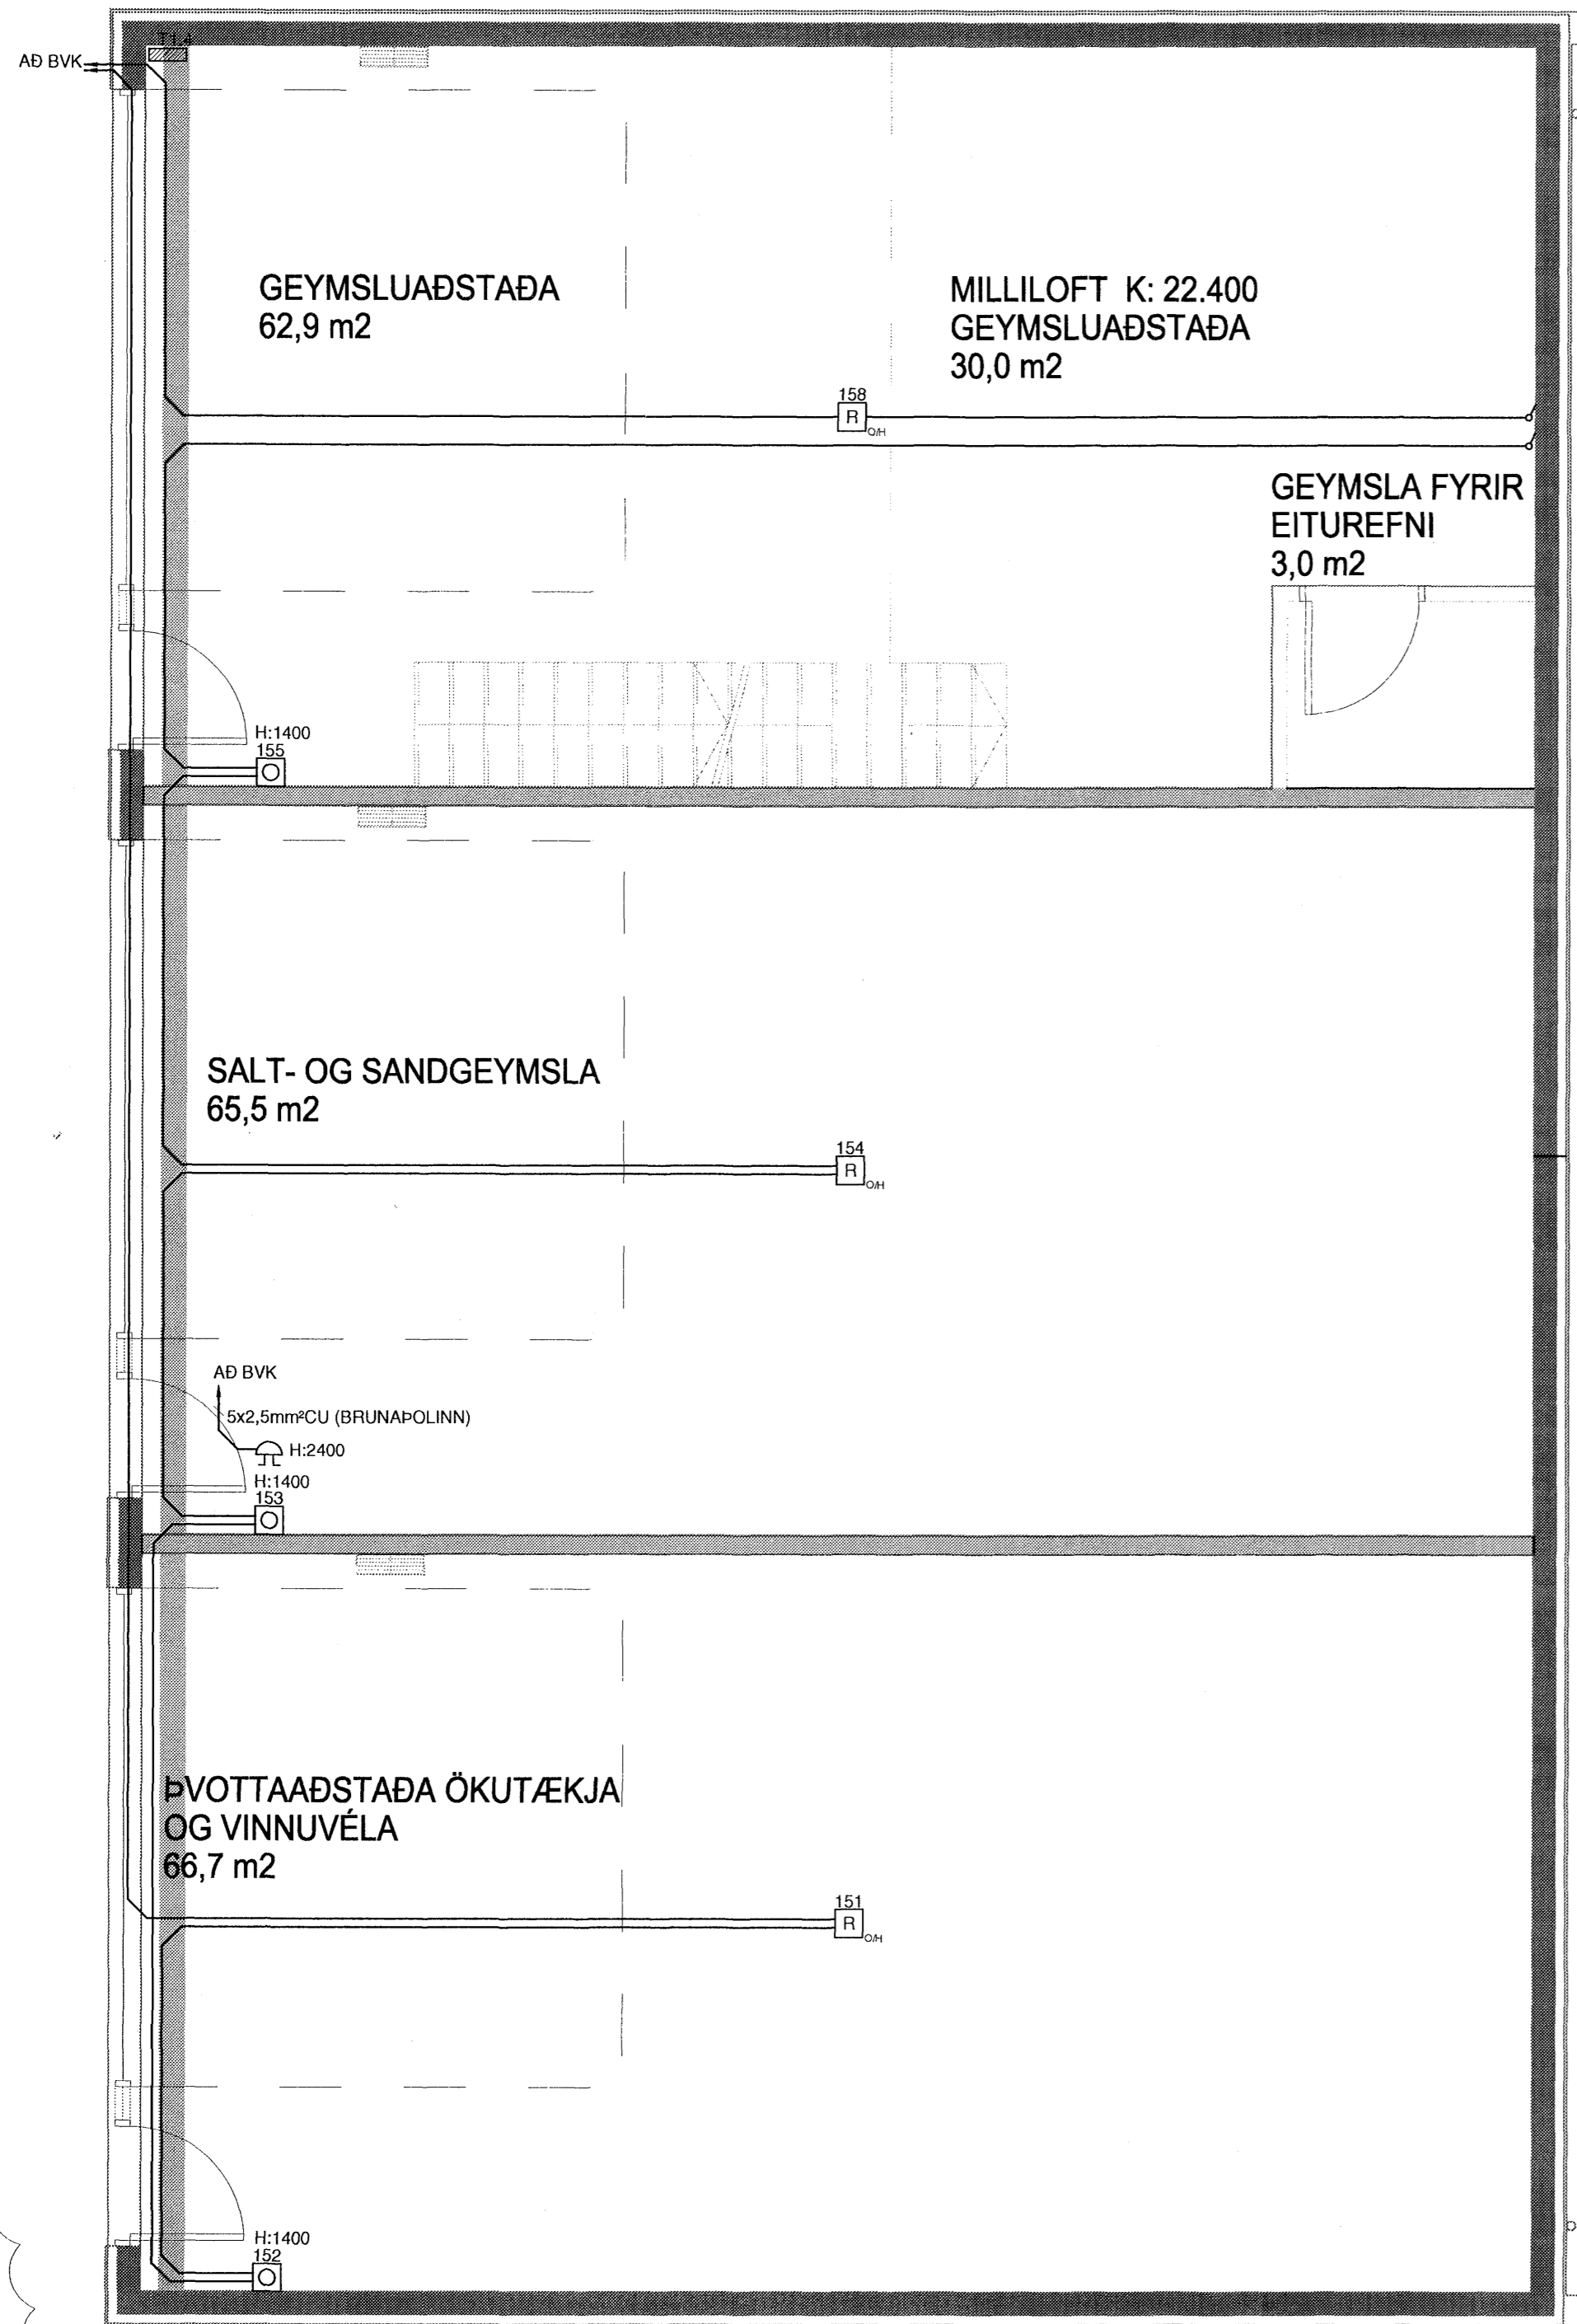 T1.4
AÐ BVK
GEYMSLUAÐSTAÐA
62,9 m2
MILLILOFT K: 22.400
GEYMSLUAÐSTAÐA
30,0 m2
158
R
O/H
GEYMSLA FYRIR
EITUREFNI
3,0 m2
H:1400
155
SALT- OG SANDGEYMSLA
65,5 m2
154
R
O/H
AÐ BVK
5x2,5mm²CU (BRUNAÞOLINN)
H:2400
H:1400
153
ÞVOTTAAÐSTAÐA ÖKUTÆKJA
OG VINNUVÉLA
66,7 m2
151
R
O/H
H:1400
152